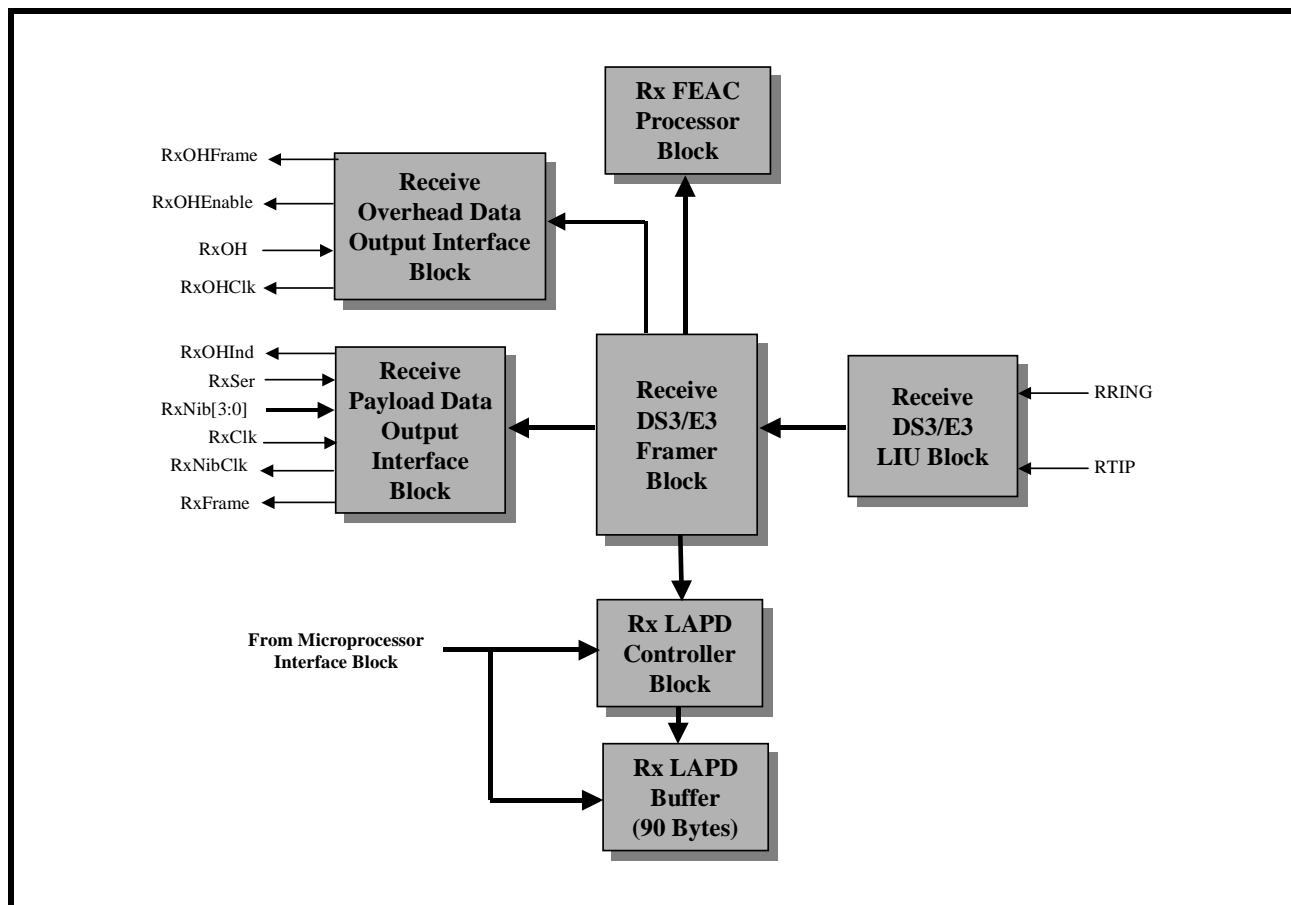 Rx FEAC
Processor
Block
RxOHFrame
RxOHEnable
RxOH
RxOHClk
Receive
Overhead Data
Output Interface
Block
RxOHInd
RxSer
RxNib[3:0]
RxClk
RxNibClk
RxFrame
Receive
Payload Data
Output
Interface
Block
Receive
DS3/E3
Framer
Block
Receive
DS3/E3
LIU Block
RRING
RTIP
From Microprocessor
Interface Block
Rx LAPD
Controller
Block
Rx LAPD
Buffer
(90 Bytes)